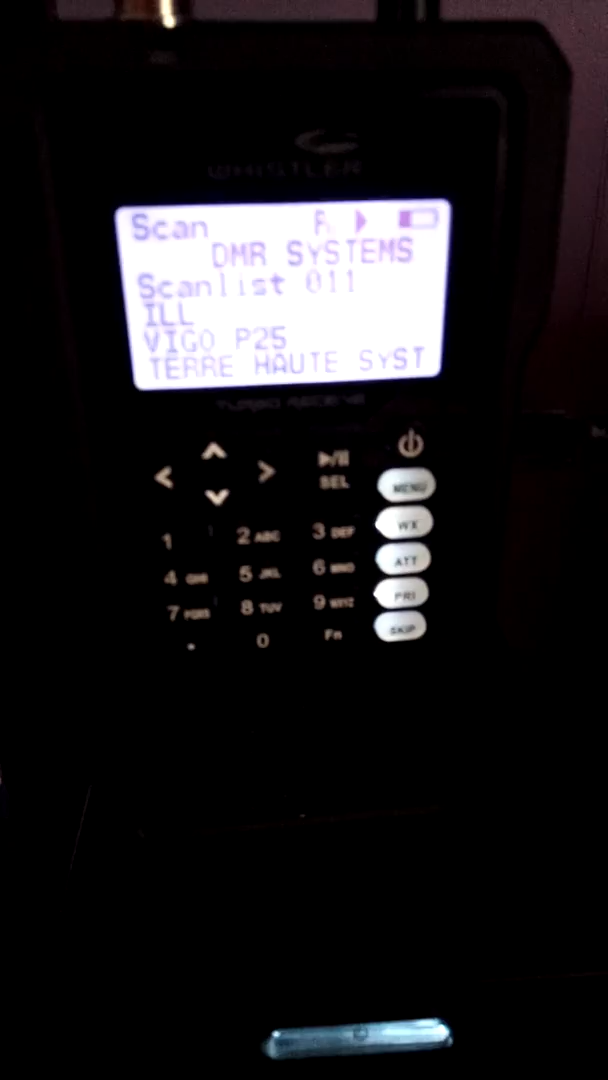 WHISTLER
Scan
DMR SYSTEMS
Scanlist 011
ILL
VIGO P25
TERRE HAUTE SYST
SEL
MENU
1 2 ABC 3 DEF WX
4 GHI 5 JKL 6 MNO ATT
7 PQRS 8 TUV 9 WXYZ PRI
. 0 Fn SKIP